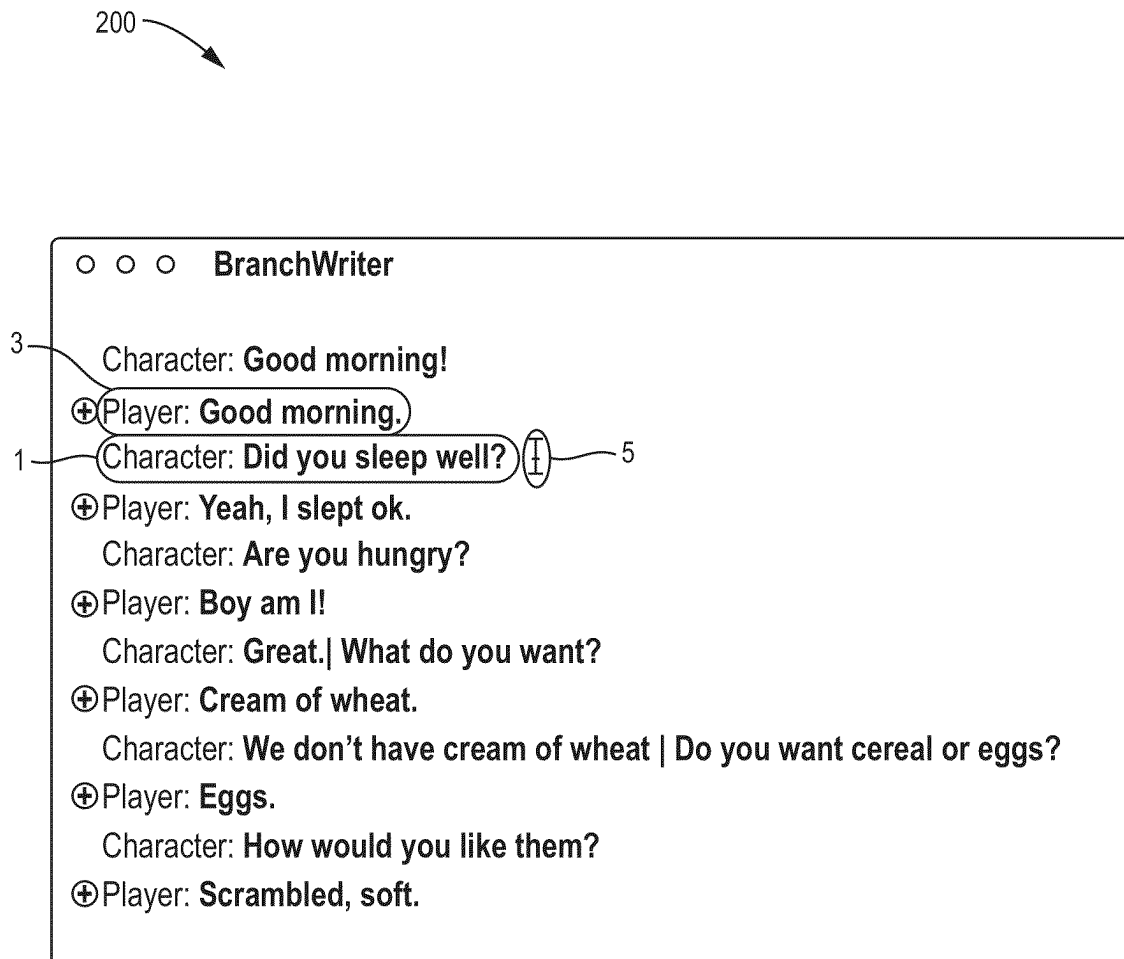 200
BranchWriter
3
Character: Good morning!
Player: Good morning.
1
Character: Did you sleep well?
5
Player: Yeah, I slept ok.
Character: Are you hungry?
Player: Boy am I!
Character: Great.| What do you want?
Player: Cream of wheat.
Character: We don’t have cream of wheat | Do you want cereal or eggs?
Player: Eggs.
Character: How would you like them?
Player: Scrambled, soft.